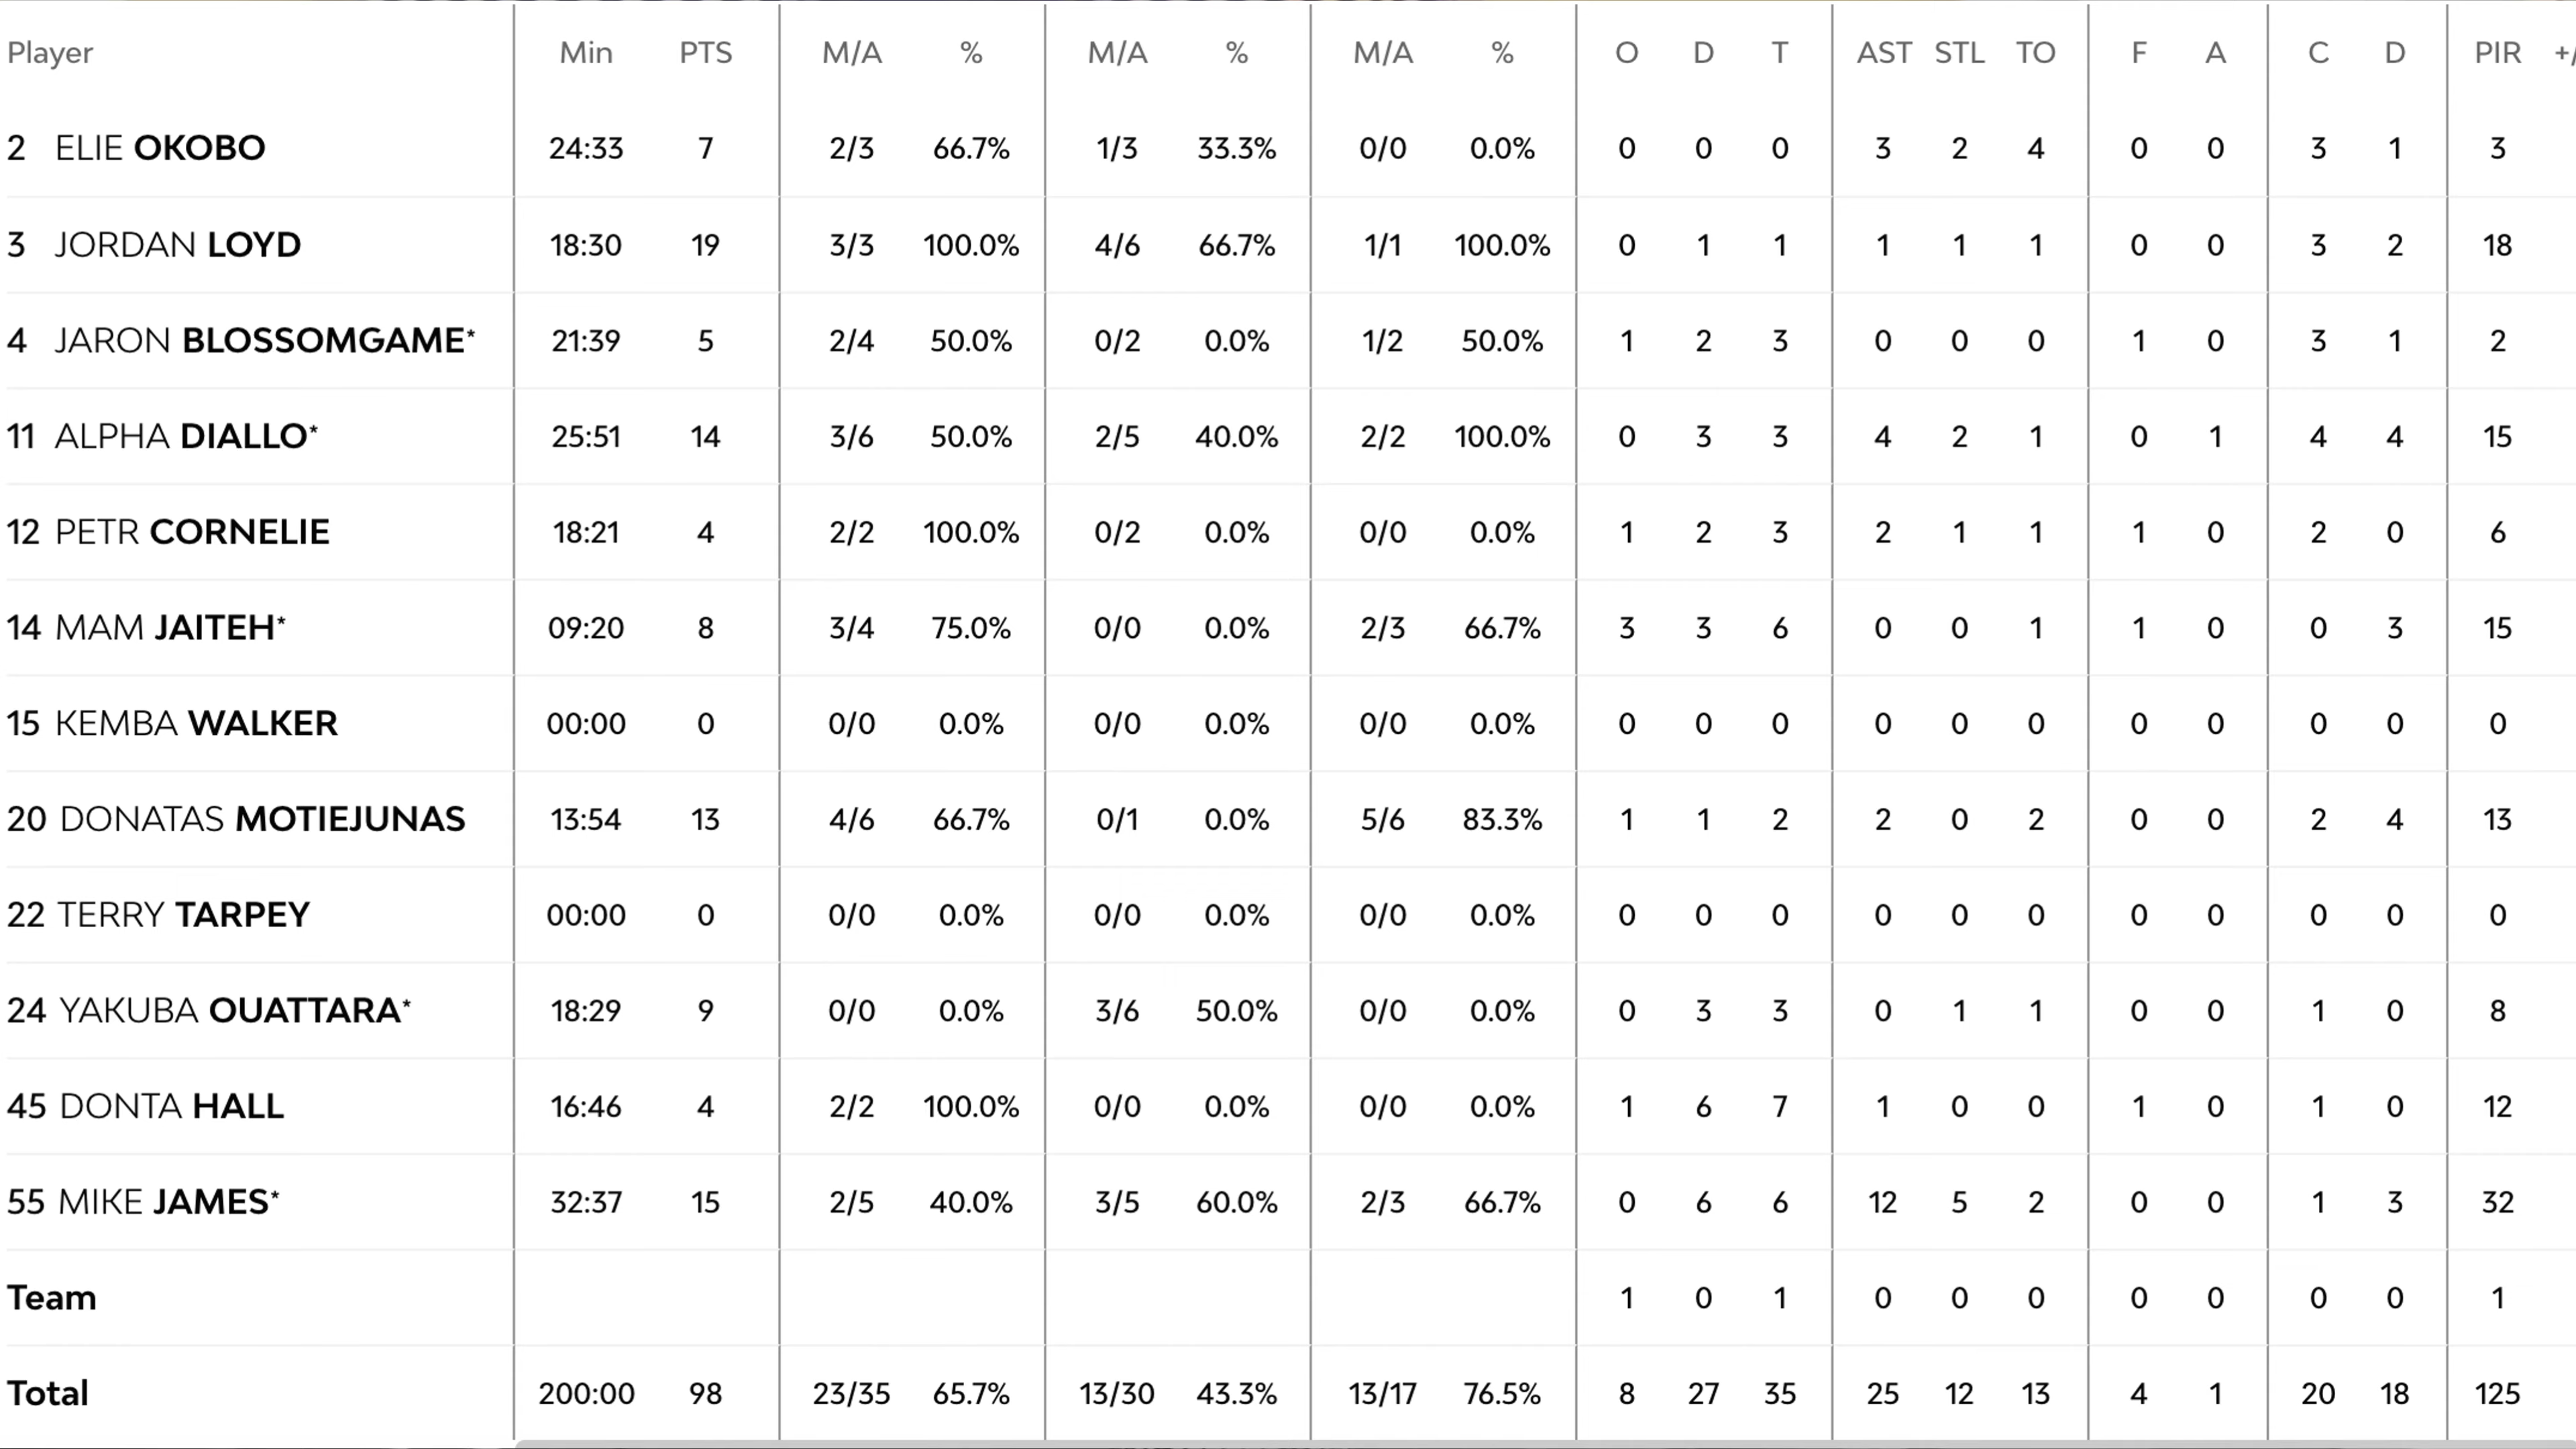 Player Min PTS M/A % M/A % M/A % O D T AST STL TO F A C D PIR +/
2 ELIE OKOBO 24:33 7 2/3 66.7% 1/3 33.3% 0/0 0.0% 0 0 0 3 2 4 0 0 3 1 3
3 JORDAN LOYD 18:30 19 3/3 100.0% 4/6 66.7% 1/1 100.0% 0 1 1 1 1 1 0 0 3 2 18
4 JARON BLOSSOMGAME* 21:39 5 2/4 50.0% 0/2 0.0% 1/2 50.0% 1 2 3 0 0 0 1 0 3 1 2
11 ALPHA DIALLO* 25:51 14 3/6 50.0% 2/5 40.0% 2/2 100.0% 0 3 3 4 2 1 0 1 4 4 15
12 PETR CORNELIE 18:21 4 2/2 100.0% 0/2 0.0% 0/0 0.0% 1 2 3 2 1 1 1 0 2 0 6
14 MAM JAITEH* 09:20 8 3/4 75.0% 0/0 0.0% 2/3 66.7% 3 3 6 0 0 1 1 0 0 3 15
15 KEMBA WALKER 00:00 0 0/0 0.0% 0/0 0.0% 0/0 0.0% 0 0 0 0 0 0 0 0 0 0 0
20 DONATAS MOTIEJUNAS 13:54 13 4/6 66.7% 0/1 0.0% 5/6 83.3% 1 1 2 2 0 2 0 0 2 4 13
22 TERRY TARPEY 00:00 0 0/0 0.0% 0/0 0.0% 0/0 0.0% 0 0 0 0 0 0 0 0 0 0 0
24 YAKUBA OUATTARA* 18:29 9 0/0 0.0% 3/6 50.0% 0/0 0.0% 0 3 3 0 1 1 0 0 1 0 8
45 DONTA HALL 16:46 4 2/2 100.0% 0/0 0.0% 0/0 0.0% 1 6 7 1 0 0 1 0 1 0 12
55 MIKE JAMES* 32:37 15 2/5 40.0% 3/5 60.0% 2/3 66.7% 0 6 6 12 5 2 0 0 1 3 32
Team 1 0 1 0 0 0 0 0 0 0 1
Total 200:00 98 23/35 65.7% 13/30 43.3% 13/17 76.5% 8 27 35 25 12 13 4 1 20 18 125